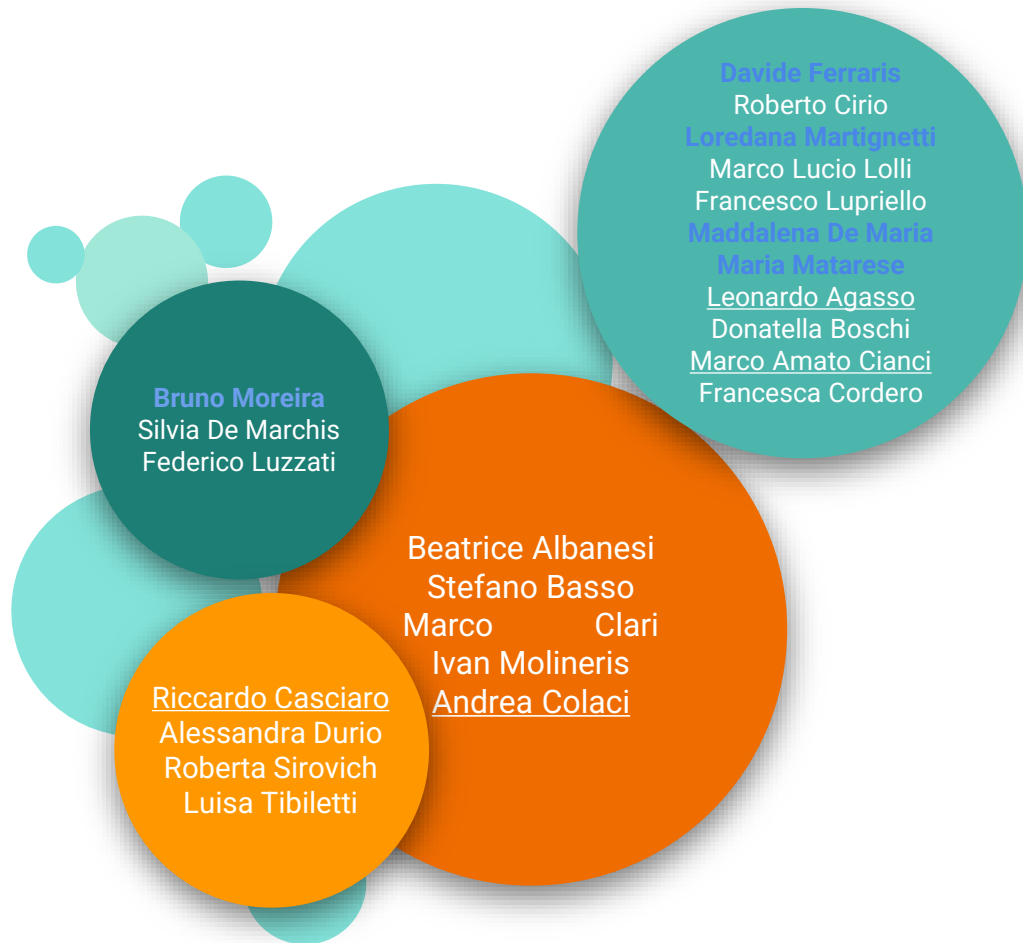 Davide Ferraris
Roberto Cirio
Loredana Martignetti
Marco Lucio Lolli
Francesco Lupriello
Maddalena De Maria
Maria Matarese
Leonardo Agasso
Donatella Boschi
Marco Amato Cianci
Francesca Cordero
Bruno Moreira
Silvia De Marchis
Federico Luzzati
Beatrice Albanesi
Stefano Basso
Marco Clari
Ivan Molineris
Andrea Colaci
Riccardo Casciaro
Alessandra Durio
Roberta Sirovich
Luisa Tibiletti